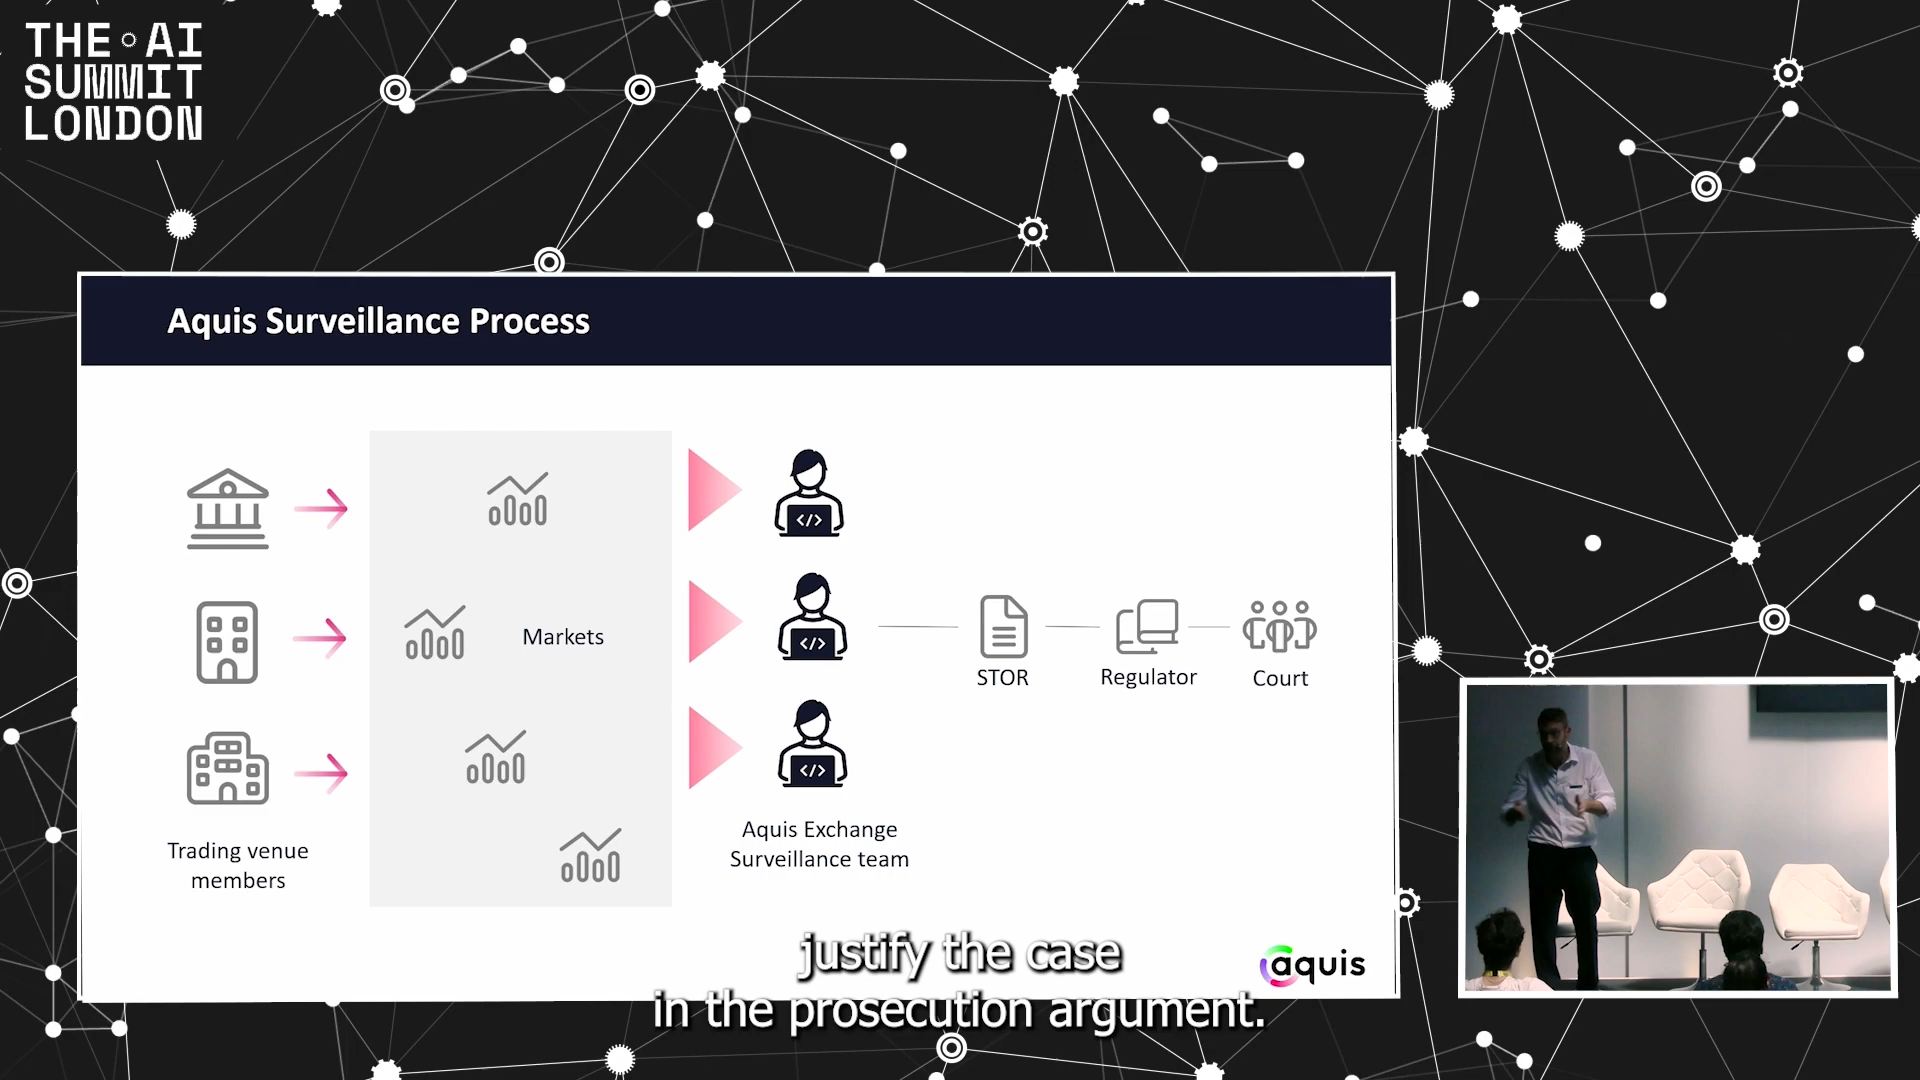 THE AI
SUMMIT
LONDON
Aquis Surveillance Process
Markets
STOR
Regulator
Court
Trading venue
members
Aquis Exchange
Surveillance team
aquis
justify the case
in the prosecution argument.